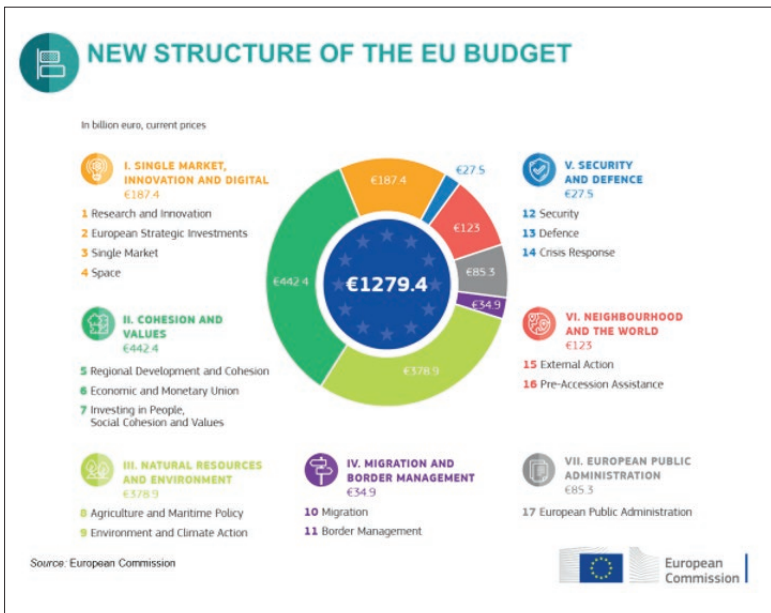 NEW STRUCTURE OF THE EU BUDGET
In billion euro, current prices
I. SINGLE MARKET,
INNOVATION AND DIGITAL
€187.4
1 Research and Innovation
2 European Strategic Investments
3 Single Market
4 Space
II. COHESION AND
VALUES
€442.4
5 Regional Development and Cohesion
6 Economic and Monetary Union
7 Investing in People,
Social Cohesion and Values
III. NATURAL RESOURCES
AND ENVIRONMENT
€378.9
8 Agriculture and Maritime Policy
9 Environment and Climate Action
€187.4
€27.5
€123
€85.3
€34.9
€378.9
€442.4
€1279.4
IV. MIGRATION AND
BORDER MANAGEMENT
€34.9
10 Migration
11 Border Management
V. SECURITY
AND DEFENCE
€27.5
12 Security
13 Defence
14 Crisis Response
VI. NEIGHBOURHOOD
AND THE WORLD
€123
15 External Action
16 Pre-Accession Assistance
VII. EUROPEAN PUBLIC
ADMINISTRATION
€85.3
17 European Public Administration
Source: European Commission
European
Commission